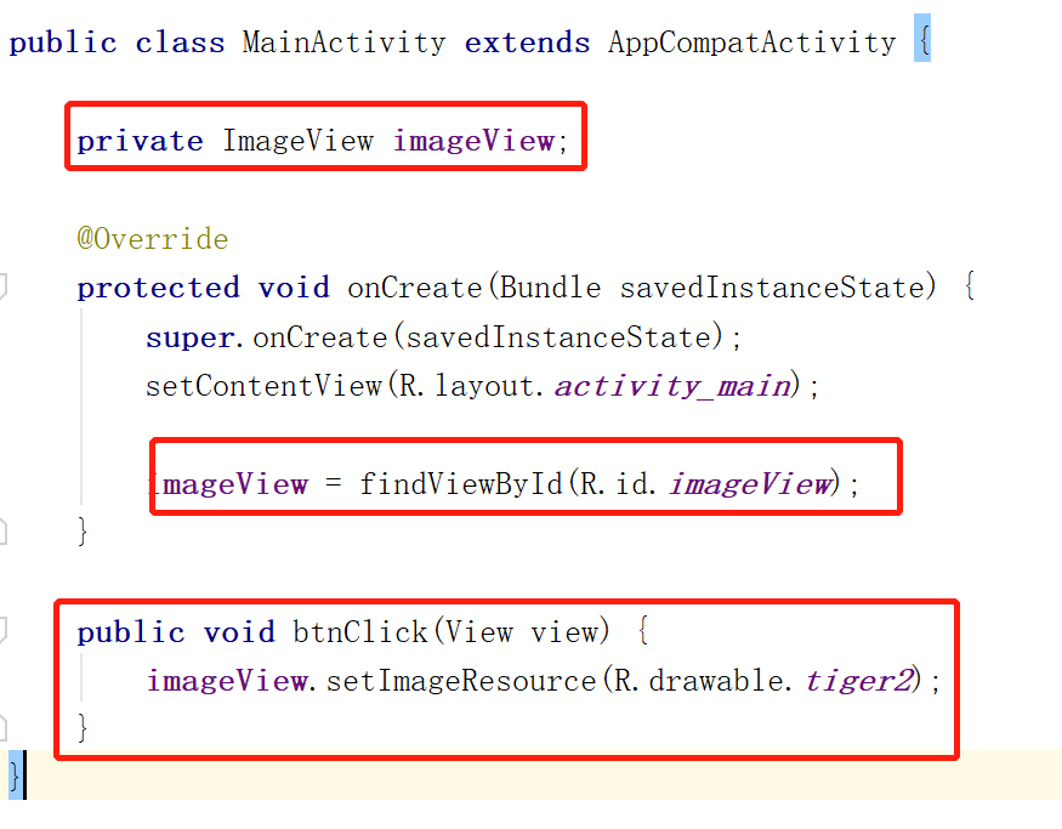 public class MainActivity extends AppCompatActivity {
private ImageView imageView;
@Override
protected void onCreate(Bundle savedInstanceState) {
super.onCreate(savedInstanceState);
setContentView(R.layout.activity_main);
imageView = findViewById(R.id.imageView);
}
public void btnClick(View view) {
imageView.setImageResource(R.drawable.tiger2);
}
}